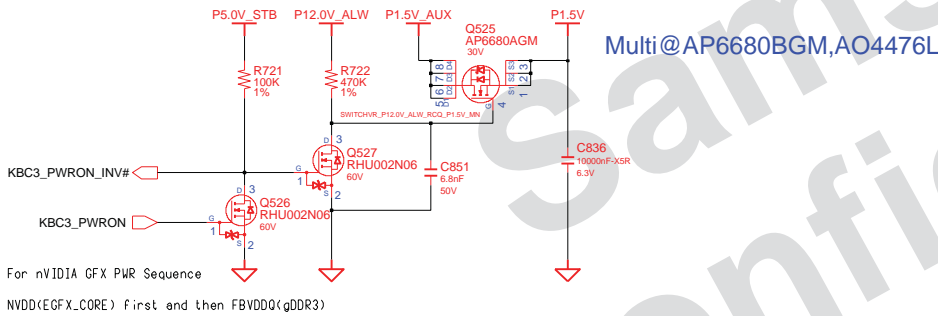 P5.0V_STB P12.0V_ALW P1.5V_AUX P1.5V
Q525
AP6680AGM
30V
Multi@AP6680BGM,AO4476L
R721
100K
1%
R722
470K
1%
8 D4
7 D3
6 D2
5 D1
S3 3
S2 2
S1 1
G 4
SWITCHVR_P12.0V_ALW_RCQ_P1.5V_MN
D 3
Q527
RHU002N06
60V
G 1
S 2
C851
6.8nF
50V
C836
10000nF-X5R
6.3V
KBC3_PWRON_INV#
D 3
Q526
RHU002N06
60V
G 1
S 2
KBC3_PWRON
For nVIDIA GFX PWR Sequence
NVDD(EGFX_CORE) first and then FBVDDQ(gDDR3)